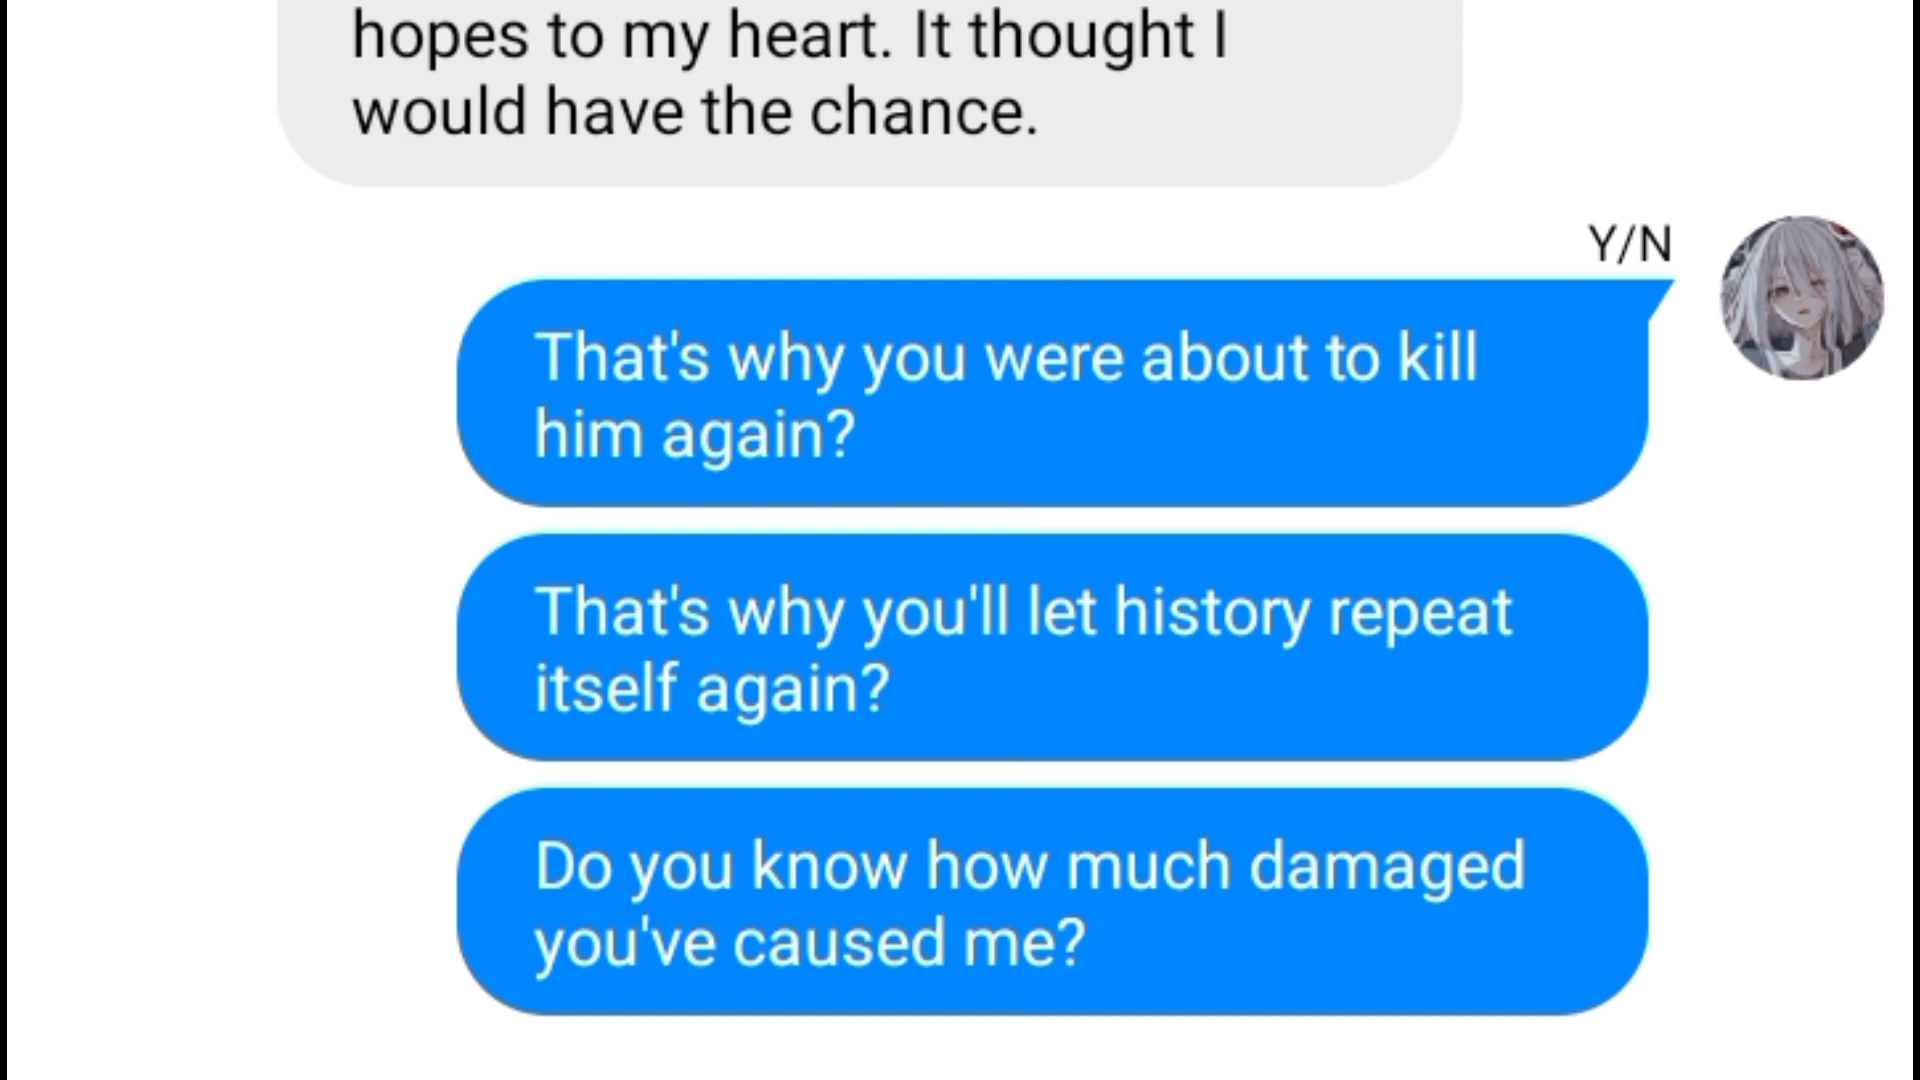 hopes to my heart. It thought I
would have the chance.
Y/N
That's why you were about to kill
him again?
That's why you'll let history repeat
itself again?
Do you know how much damaged
you've caused me?